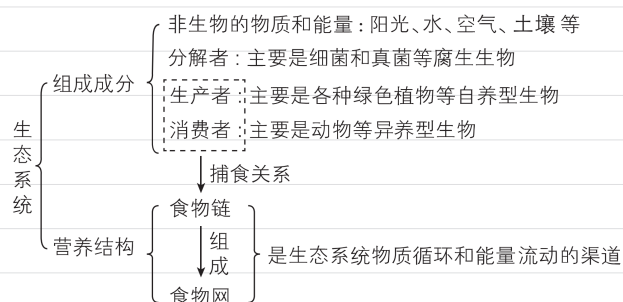 非生物的物质和能量：阳光、水、空气、土壤等
分解者：主要是细菌和真菌等腐生生物
组成成分
生产者：主要是各种绿色植物等自养型生物
消费者：主要是动物等异养型生物
生态系统
捕食关系
食物链
营养结构
组成
是生态系统物质循环和能量流动的渠道
食物网